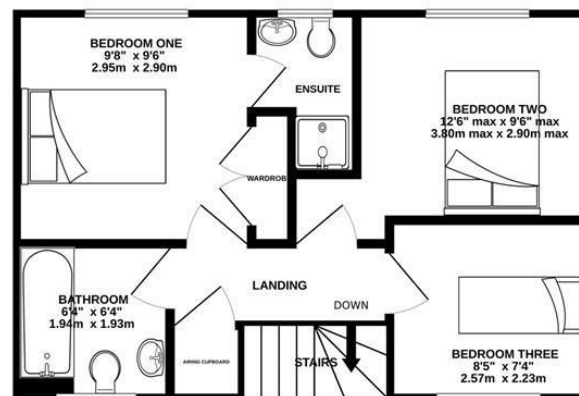 BEDROOM ONE
9'8" x 9'6"
2.95m x 2.90m
ENSUITE
BEDROOM TWO
12'6" max x 9'6" max
3.80m max x 2.90m max
WARDROB
LANDING
DOWN
BATHROOM
6'4" x 6'4"
1.94m x 1.93m
AIRING CUPBOARD
STAIRS
BEDROOM THREE
8'5" x 7'4"
2.57m x 2.23m